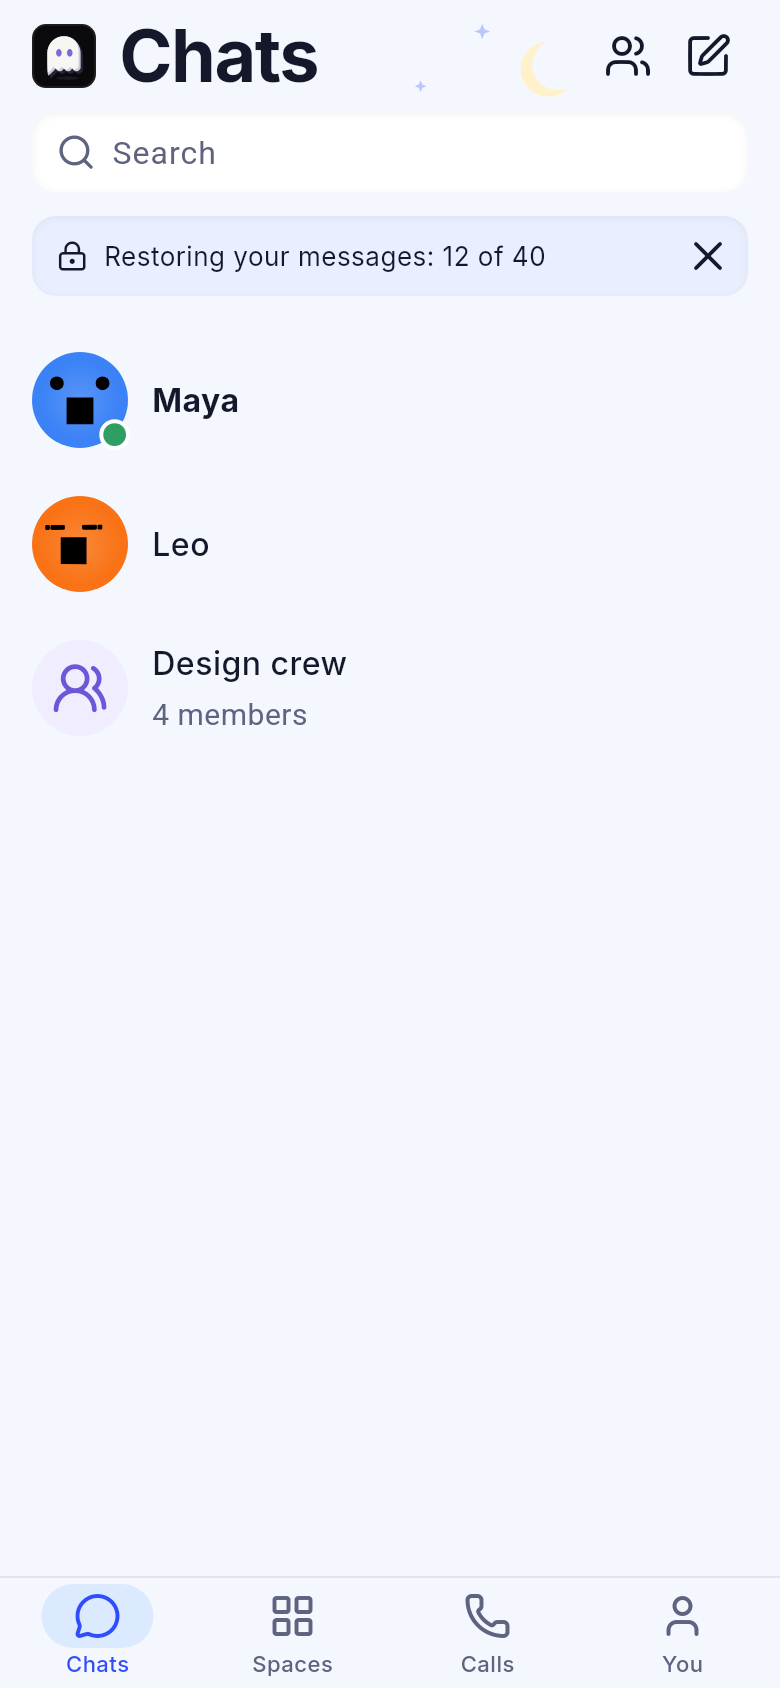 Chats
Search
Restoring your messages: 12 of 40
Maya
Leo
Design crew
4 members
Chats
Spaces
Calls
You